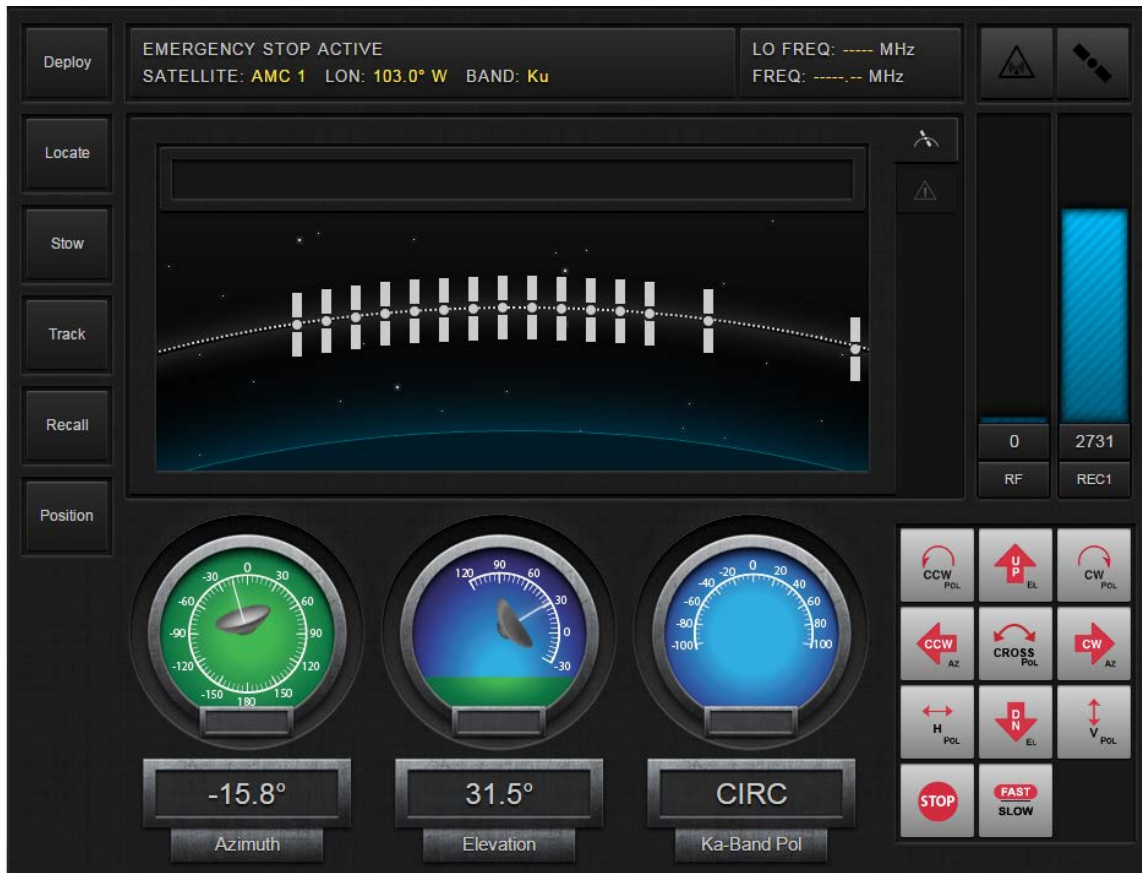 Deploy
EMERGENCY STOP ACTIVE
SATELLITE: AMC 1 LON: 103.0° W BAND: Ku
LO FREQ: ----- MHz
FREQ: -----.-- MHz
Locate
Stow
Track
Recall
Position
0
2731
RF
REC1
-150
-120
-90
-60
-30
0
30
60
90
120
150
180
120
90
60
30
0
-30
-100
-80
-60
-40
-20
0
20
40
60
80
100
CCW
POL
UP
EL
CW
POL
CCW
AZ
CROSS
POL
CW
AZ
H
POL
DN
EL
V
POL
STOP
FAST
SLOW
-15.8°
31.5°
CIRC
Azimuth
Elevation
Ka-Band Pol